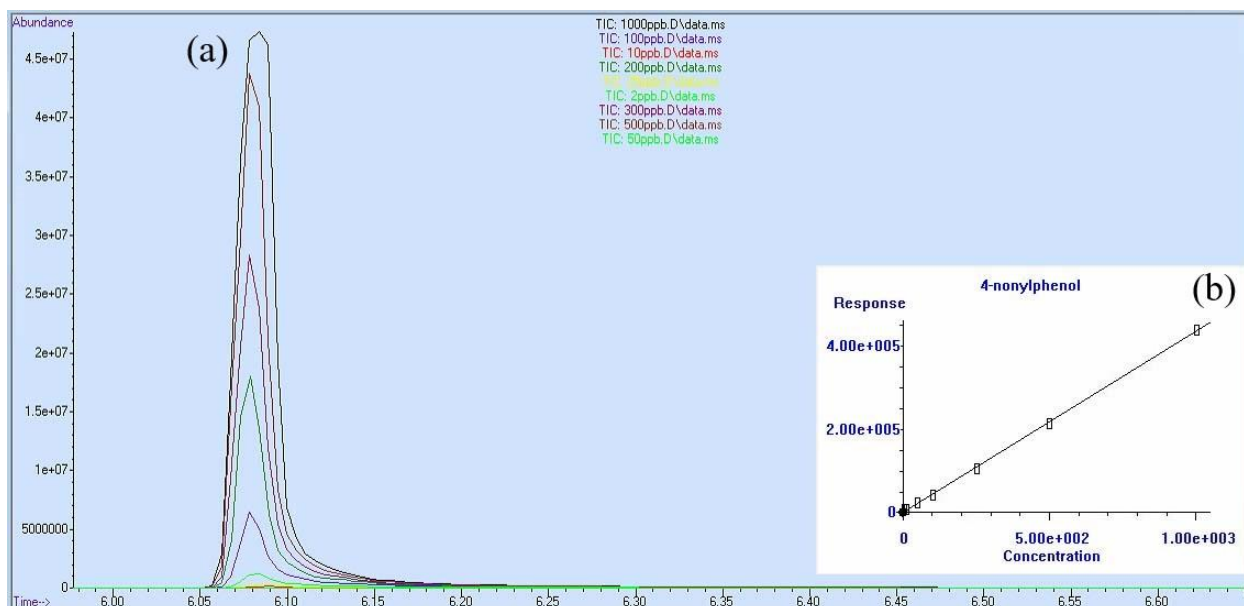 Abundance
(a)
TIC: 1000ppb.D\data.ms
TIC: 100ppb.D\data.ms
TIC: 10ppb.D\data.ms
TIC: 200ppb.D\data.ms
TIC: 2ppb.D\data.ms
TIC: 300ppb.D\data.ms
TIC: 500ppb.D\data.ms
TIC: 50ppb.D\data.ms
4.5e+07
4e+07
3.5e+07
3e+07
2.5e+07
2e+07
1.5e+07
1e+07
5000000
0
Time-->
6.00 6.05 6.10 6.15 6.20 6.25 6.30 6.35 6.40 6.45 6.50 6.55 6.60
4-nonylphenol
(b)
Response
4.00e+005
2.00e+005
0
0 5.00e+002 1.00e+003
Concentration